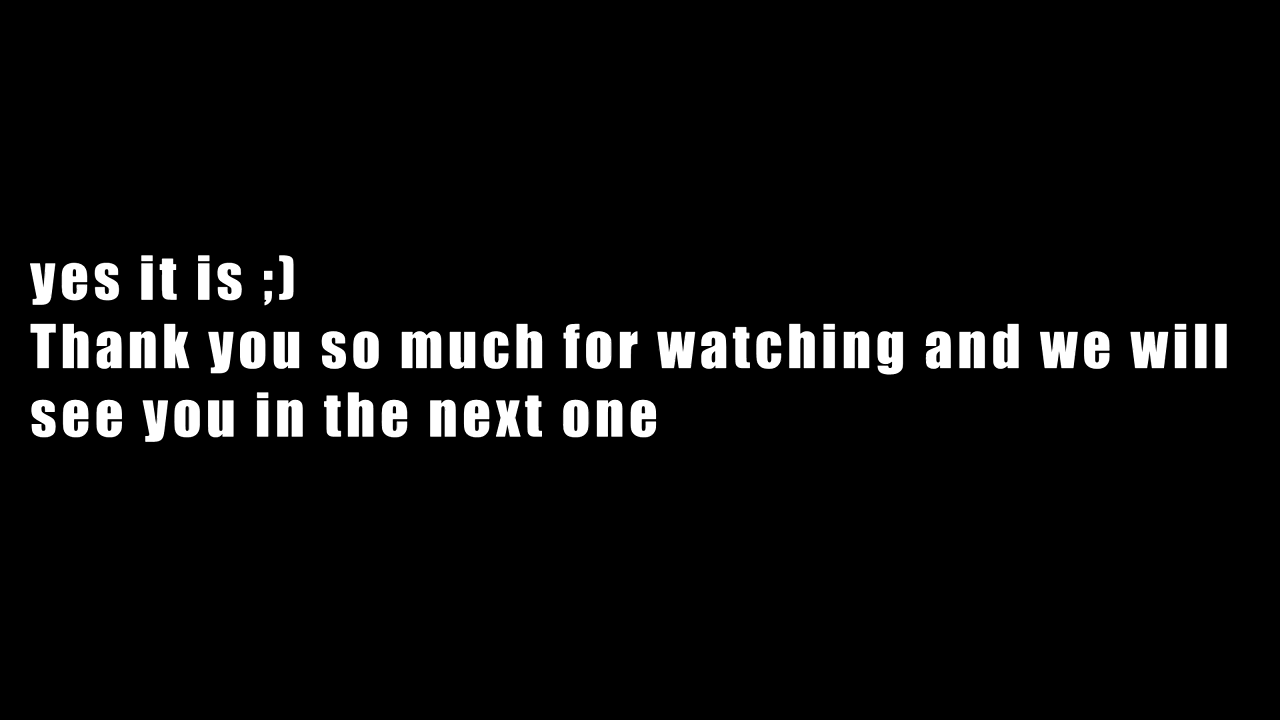 yes it is ;)
Thank you so much for watching and we will
see you in the next one